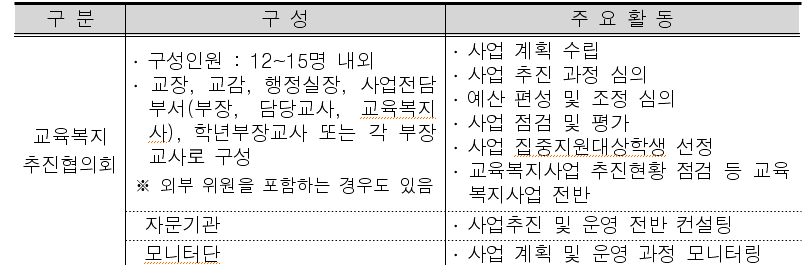 구 분 구 성 주 요 활 동
교육복지
추진협의회
· 구성인원 : 12~15명 내외
· 교장, 교감, 행정실장, 사업전담
부서(부장, 담당교사, 교육복지
사), 학년부장교사 또는 각 부장
교사로 구성
※ 외부 위원을 포함하는 경우도 있음
· 사업 계획 수립
· 사업 추진 과정 심의
· 예산 편성 및 조정 심의
· 사업 점검 및 평가
· 사업 집중지원대상학생 선정
· 교육복지사업 추진현황 점검 등 교육
복지사업 전반
자문기관 · 사업추진 및 운영 전반 컨설팅
모니터단 · 사업 계획 및 운영 과정 모니터링